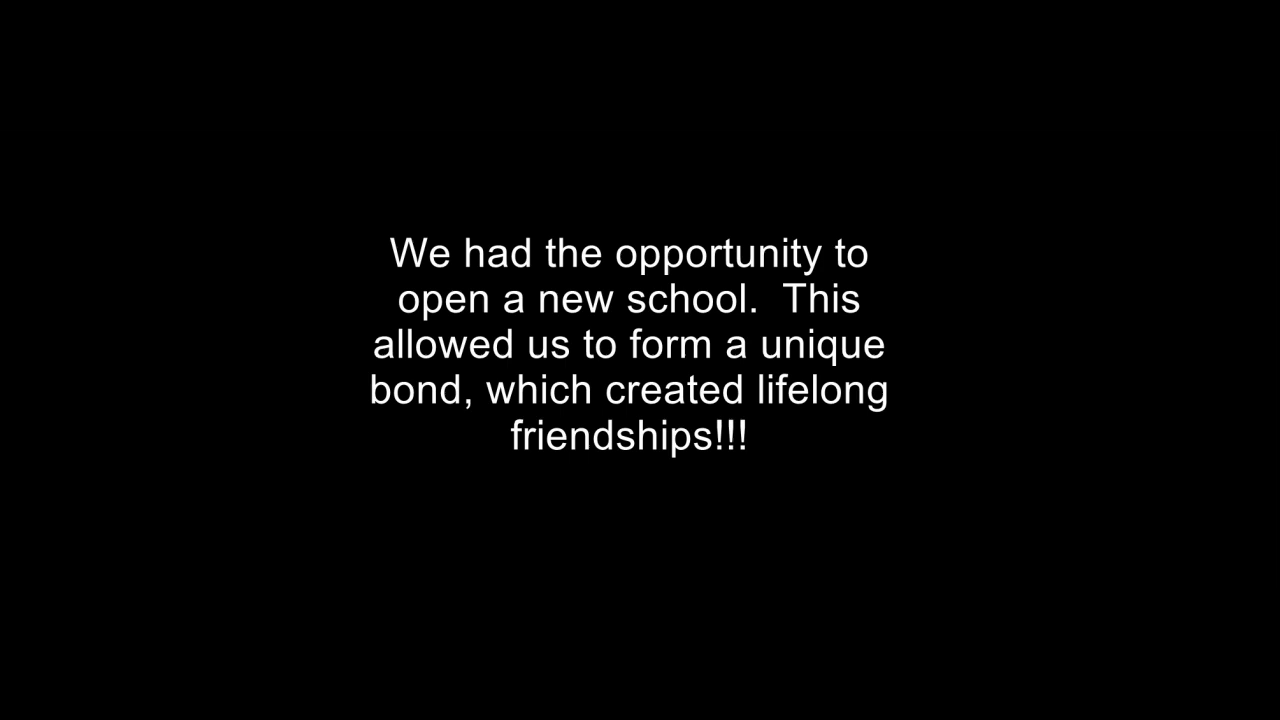 We had the opportunity to
open a new school.  This
allowed us to form a unique
bond, which created lifelong
friendships!!!